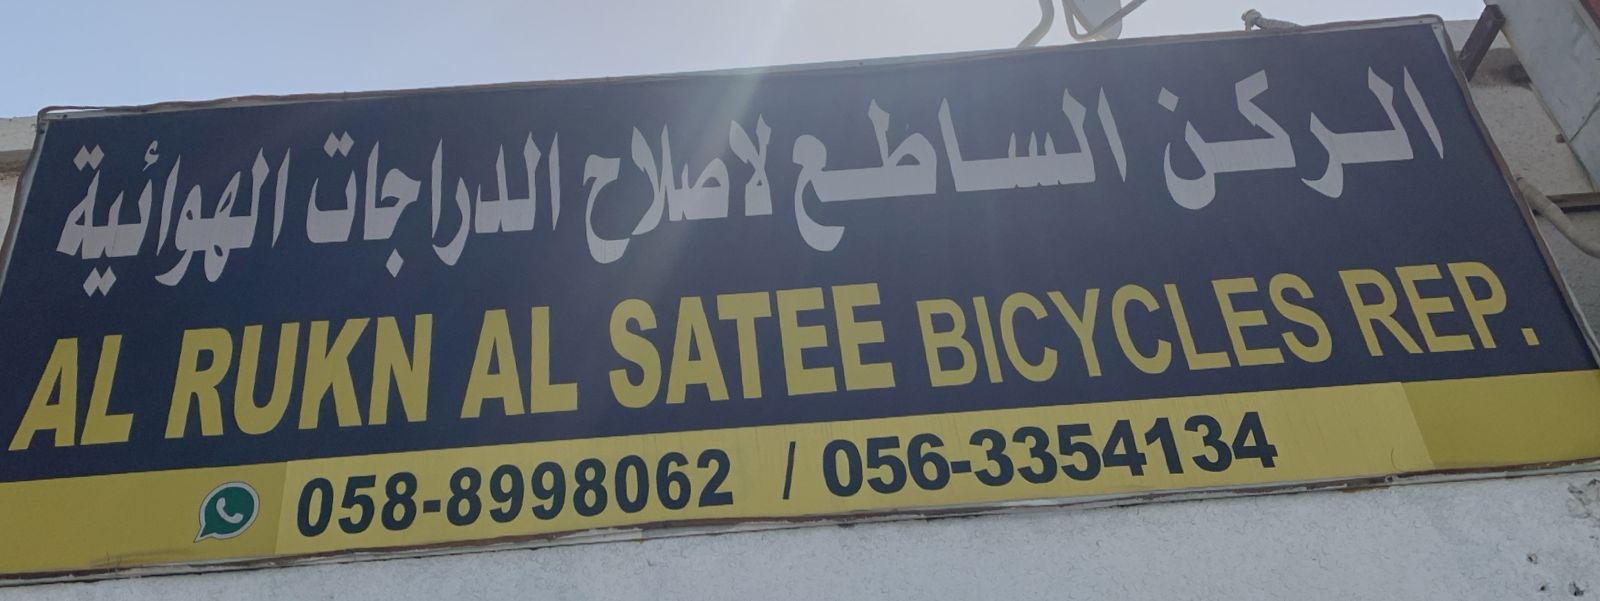 الركن الساطع لاصلاح الدراجات الهوائية
AL RUKN AL SATEE BICYCLES REP.
058-8998062 / 056-3354134